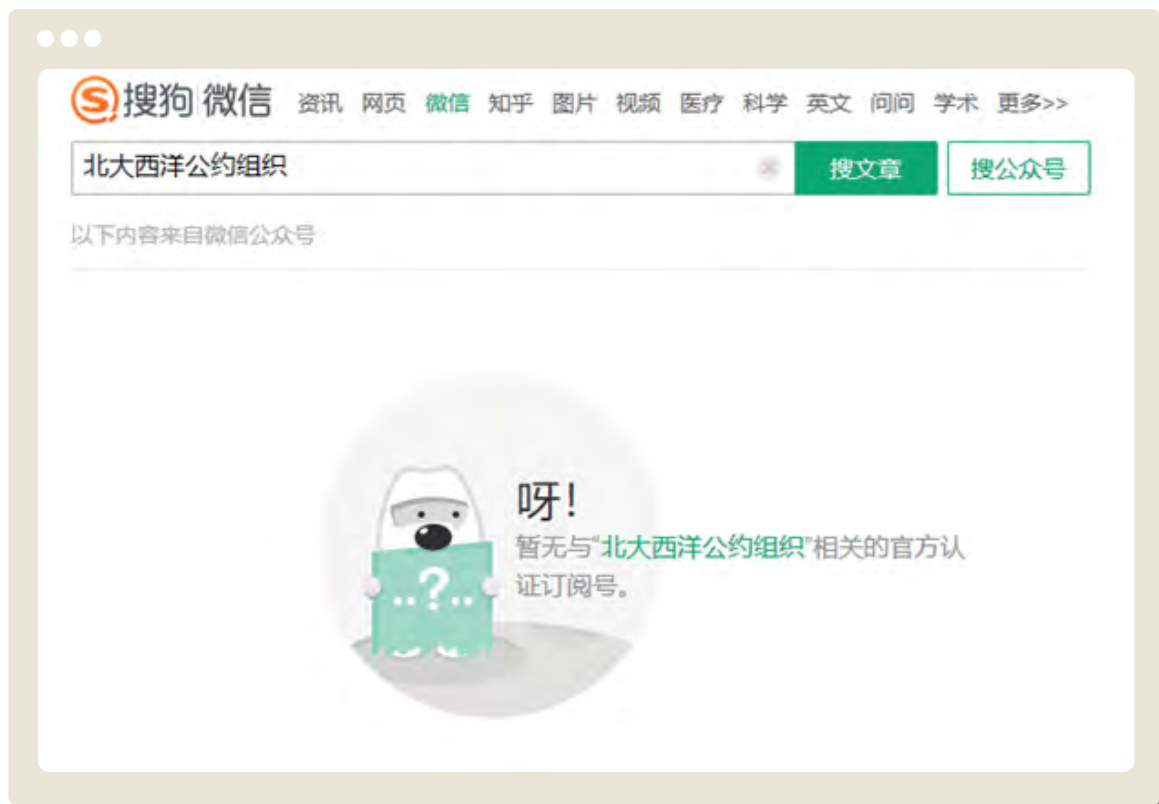 搜狗 微信 资讯 网页 微信 知乎 图片 视频 医疗 科学 英文 问问 学术 更多>>
北大西洋公约组织 搜文章 搜公众号
以下内容来自微信公众号
呀!
暂无与“北大西洋公约组织”相关的官方认
证订阅号。
..?..